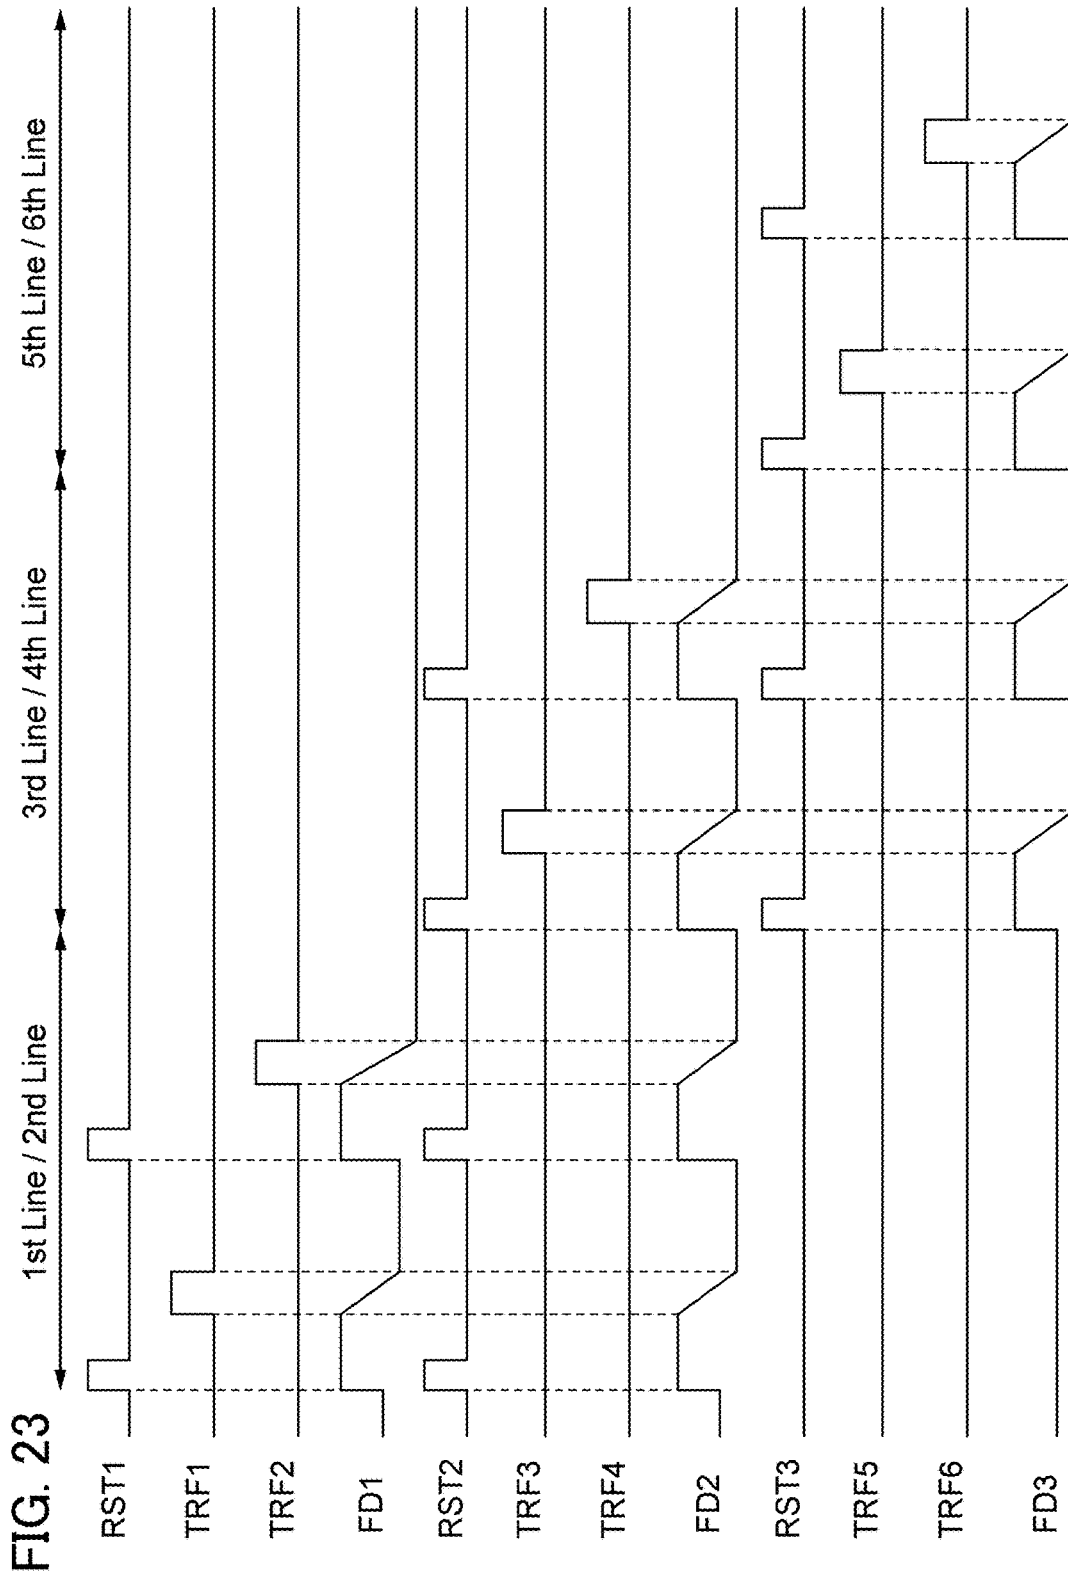 FIG. 23
1st Line / 2nd Line
3rd Line / 4th Line
5th Line / 6th Line
RST1
TRF1
TRF2
FD1
RST2
TRF3
TRF4
FD2
RST3
TRF5
TRF6
FD3